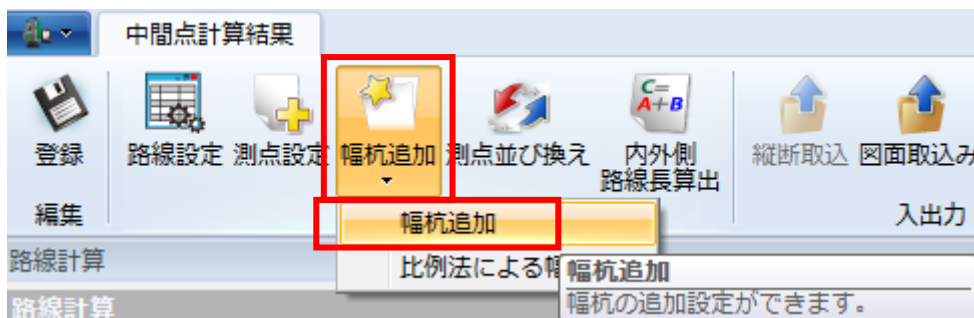 中間点計算結果
登録
路線設定
測点設定
幅杭追加
測点並び換え
内外側
路線長算出
縦断取込
図面取込み
C=
A+B
編集
入出力
幅杭追加
比例法による幅
路線計算
幅杭追加
幅杭の追加設定ができます。
路線計算